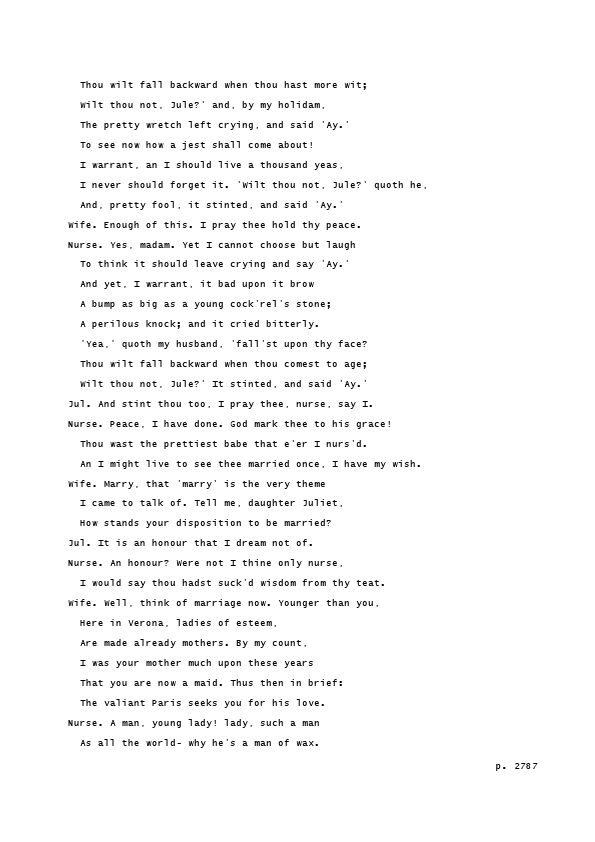 Thou wilt fall backward when thou hast more wit;
Wilt thou not, Jule?' and, by my holidam,
The pretty wretch left crying, and said 'Ay.'
To see now how a jest shall come about!
I warrant, an I should live a thousand yeas,
I never should forget it. 'Wilt thou not, Jule?' quoth he,
And, pretty fool, it stinted, and said 'Ay.'
Wife. Enough of this. I pray thee hold thy peace.
Nurse. Yes, madam. Yet I cannot choose but laugh
To think it should leave crying and say 'Ay.'
And yet, I warrant, it bad upon it brow
A bump as big as a young cock'rel's stone;
A perilous knock; and it cried bitterly.
'Yea,' quoth my husband, 'fall'st upon thy face?
Thou wilt fall backward when thou comest to age;
Wilt thou not, Jule?' It stinted, and said 'Ay.'
Jul. And stint thou too, I pray thee, nurse, say I.
Nurse. Peace, I have done. God mark thee to his grace!
Thou wast the prettiest babe that e'er I nurs'd.
An I might live to see thee married once, I have my wish.
Wife. Marry, that 'marry' is the very theme
I came to talk of. Tell me, daughter Juliet,
How stands your disposition to be married?
Jul. It is an honour that I dream not of.
Nurse. An honour? Were not I thine only nurse,
I would say thou hadst suck'd wisdom from thy teat.
Wife. Well, think of marriage now. Younger than you,
Here in Verona, ladies of esteem,
Are made already mothers. By my count,
I was your mother much upon these years
That you are now a maid. Thus then in brief:
The valiant Paris seeks you for his love.
Nurse. A man, young lady! lady, such a man
As all the world- why he's a man of wax.
p. 2787